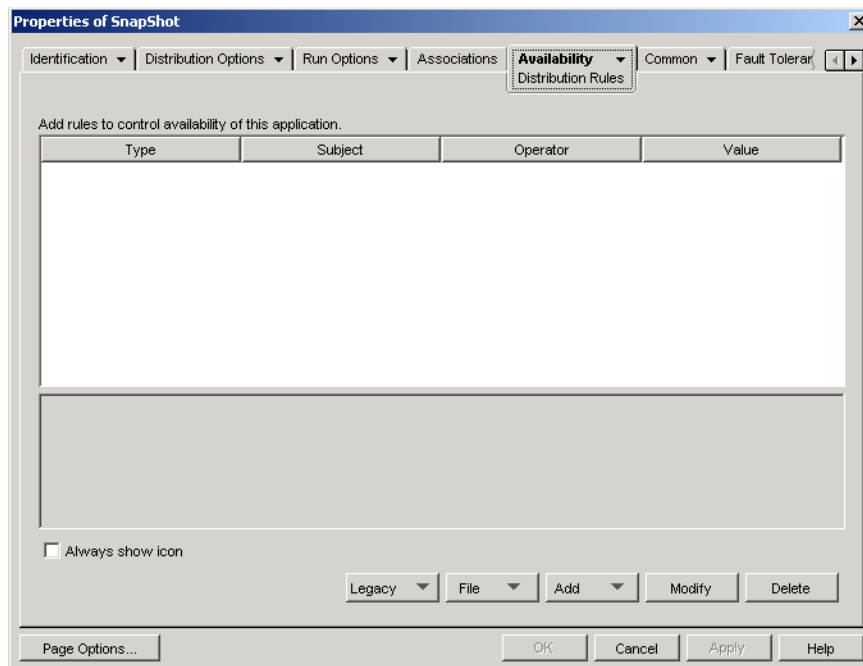 Properties of SnapShot
Identification Distribution Options Run Options Associations Availability Common Fault Tolerar
Distribution Rules
Add rules to control availability of this application.
Type Subject Operator Value
Always show icon
Legacy File Add Modify Delete
Page Options... OK Cancel Apply Help